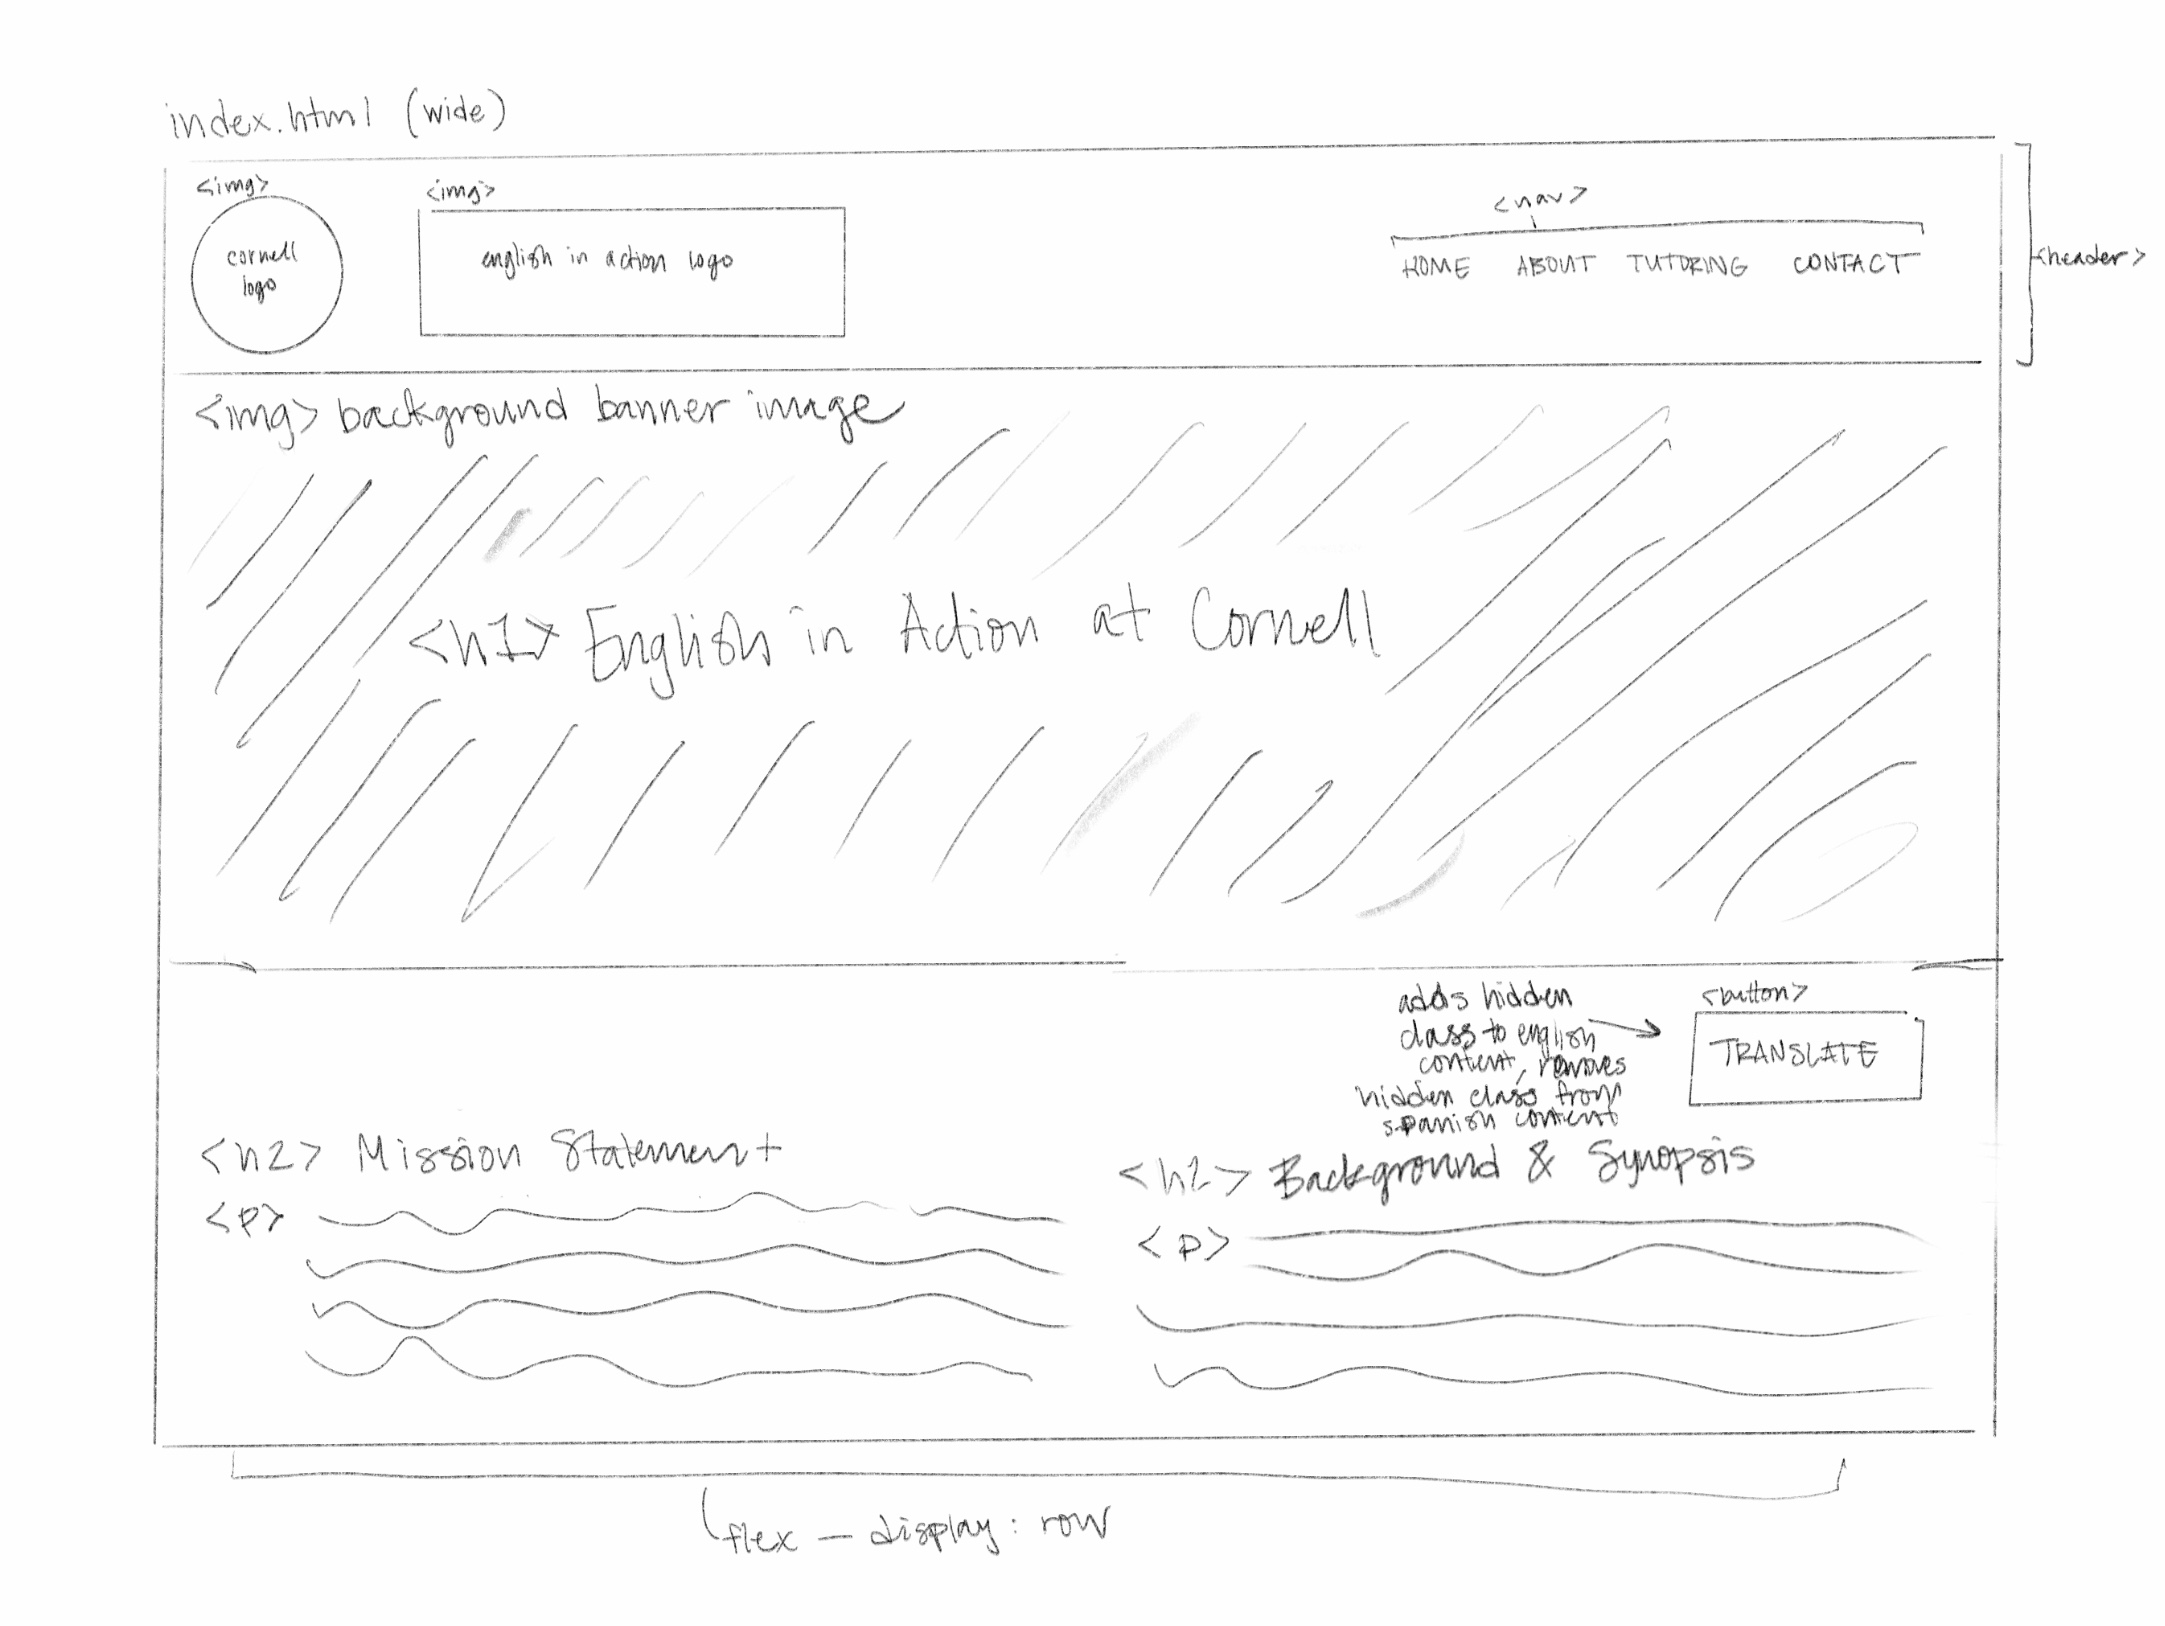 index.html (wide)
<img>
cornell
logo
<img>
english in action logo
<nav>
HOME ABOUT TUTORING CONTACT
<header>
<img> background banner image
<h1> English in Action at Cornell
adds hidden
class to english
content, removes
hidden class from
spanish content
<button>
TRANSLATE
<h2> Mission Statement
<p>
<h2> Background & Synopsis
<p>
flex - display: row